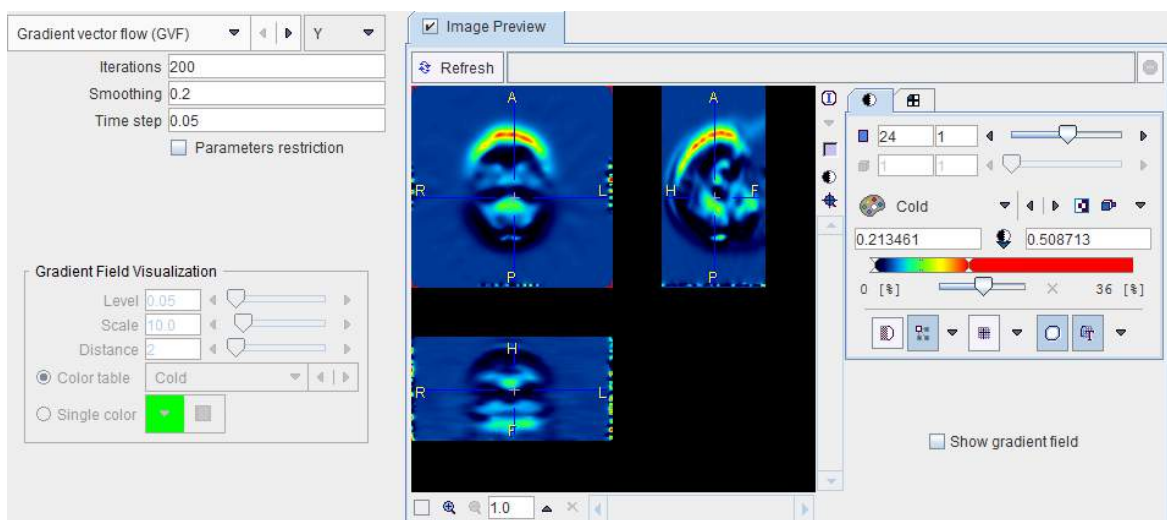 Gradient vector flow (GVF)
Y
Iterations 200
Smoothing 0.2
Time step 0.05
Parameters restriction
Gradient Field Visualization
Level 0.05
Scale 10.0
Distance 2
Color table Cold
Single color
Image Preview
Refresh
A
R L
P
A
H F
P
H
R L
F
1.0
24 1
1 1
Cold
0.213461 0.508713
0 [%] 36 [%]
Show gradient field